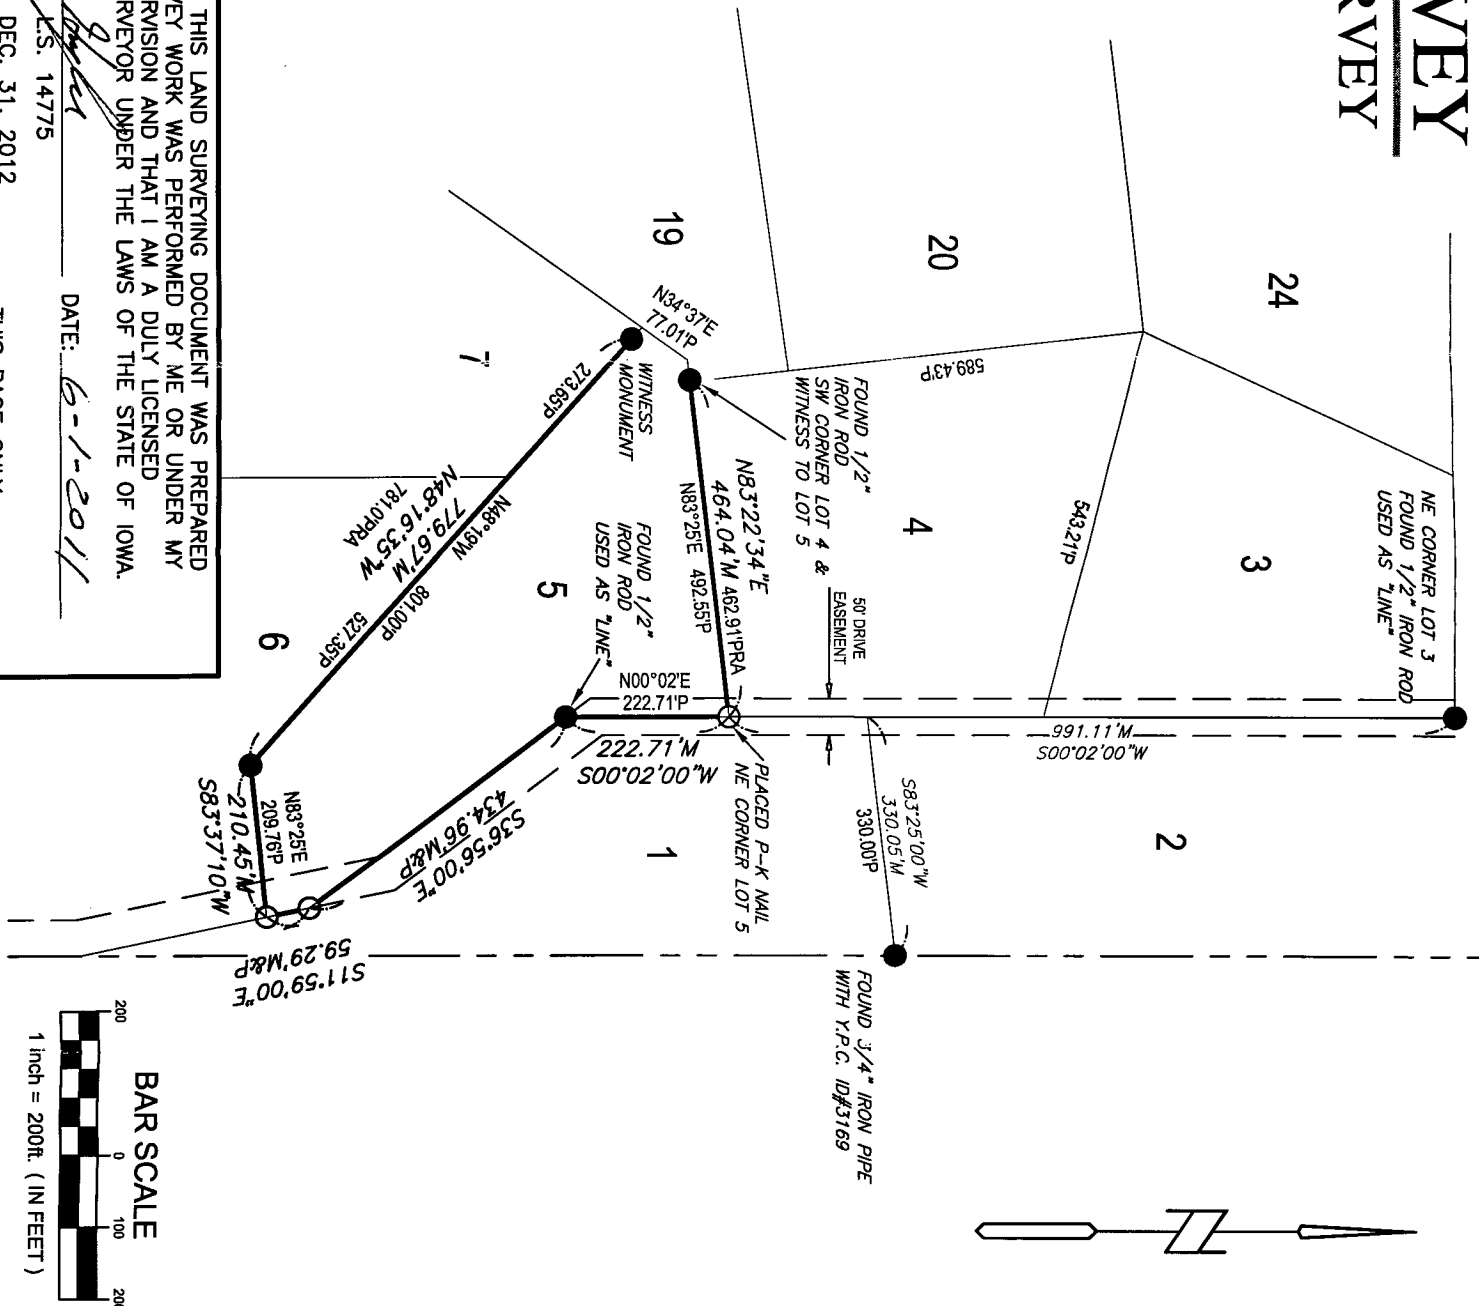 VEY
RVEY
24
20
19
3
4
2
5
1
6
7
NE CORNER LOT 3
FOUND 1/2" IRON ROD
USED AS "LINE"
589.43'P
543.21'P
N34°37'E
77.01'P
FOUND 1/2"
IRON ROD
SW CORNER LOT 4 &
WITNESS TO LOT 5
WITNESS
MONUMENT
N83°22'34"E
464.04'M 462.91'PRA
N83°25'E 492.55'P
50' DRIVE
EASEMENT
991.11'M
S00°02'00"W
273.65'P
N48°19'W
801.00'P
527.35'P
N48°16'35"W
779.67'M
781.0'PRA
FOUND 1/2"
IRON ROD
USED AS "LINE"
N00°02'E
222.71'P
222.71'M
S00°02'00"W
PLACED P-K NAIL
NE CORNER LOT 5
S83°25'00"W
330.05'M
330.00'P
FOUND 3/4" IRON PIPE
WITH Y.P.C. ID#3169
S36°56'00"E
434.96'M&P
N83°25'E
209.76'P
210.45'M
S83°37'10"W
S11°59'00"E
59.29'M&P
THIS LAND SURVEYING DOCUMENT WAS PREPARED
VEY WORK WAS PERFORMED BY ME OR UNDER MY
RVISION AND THAT I AM A DULY LICENSED
RVEYOR UNDER THE LAWS OF THE STATE OF IOWA.
DATE: 6-1-2011
L.S. 14775
DEC. 31, 2012
THIS PAGE ONLY
BAR SCALE
200 0 100 200
1 inch = 200ft. ( IN FEET )
N